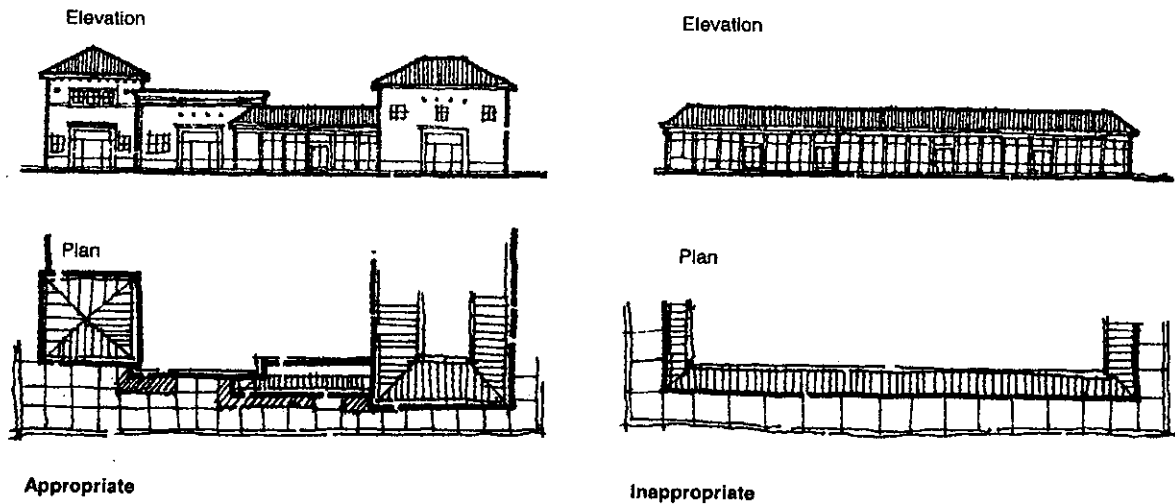 Elevation
Elevation
Plan
Plan
Appropriate
Inappropriate